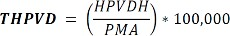 THPVD = (HPVDH / PMA) * 100,000